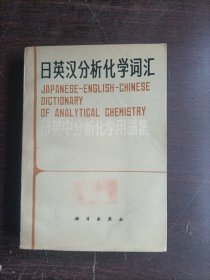 日英汉分析化学词汇
JAPANESE-ENGLISH-CHINESE
DICTIONARY
OF ANALYTICAL CHEMISTRY
日英中分析化学用語集
科学出版社